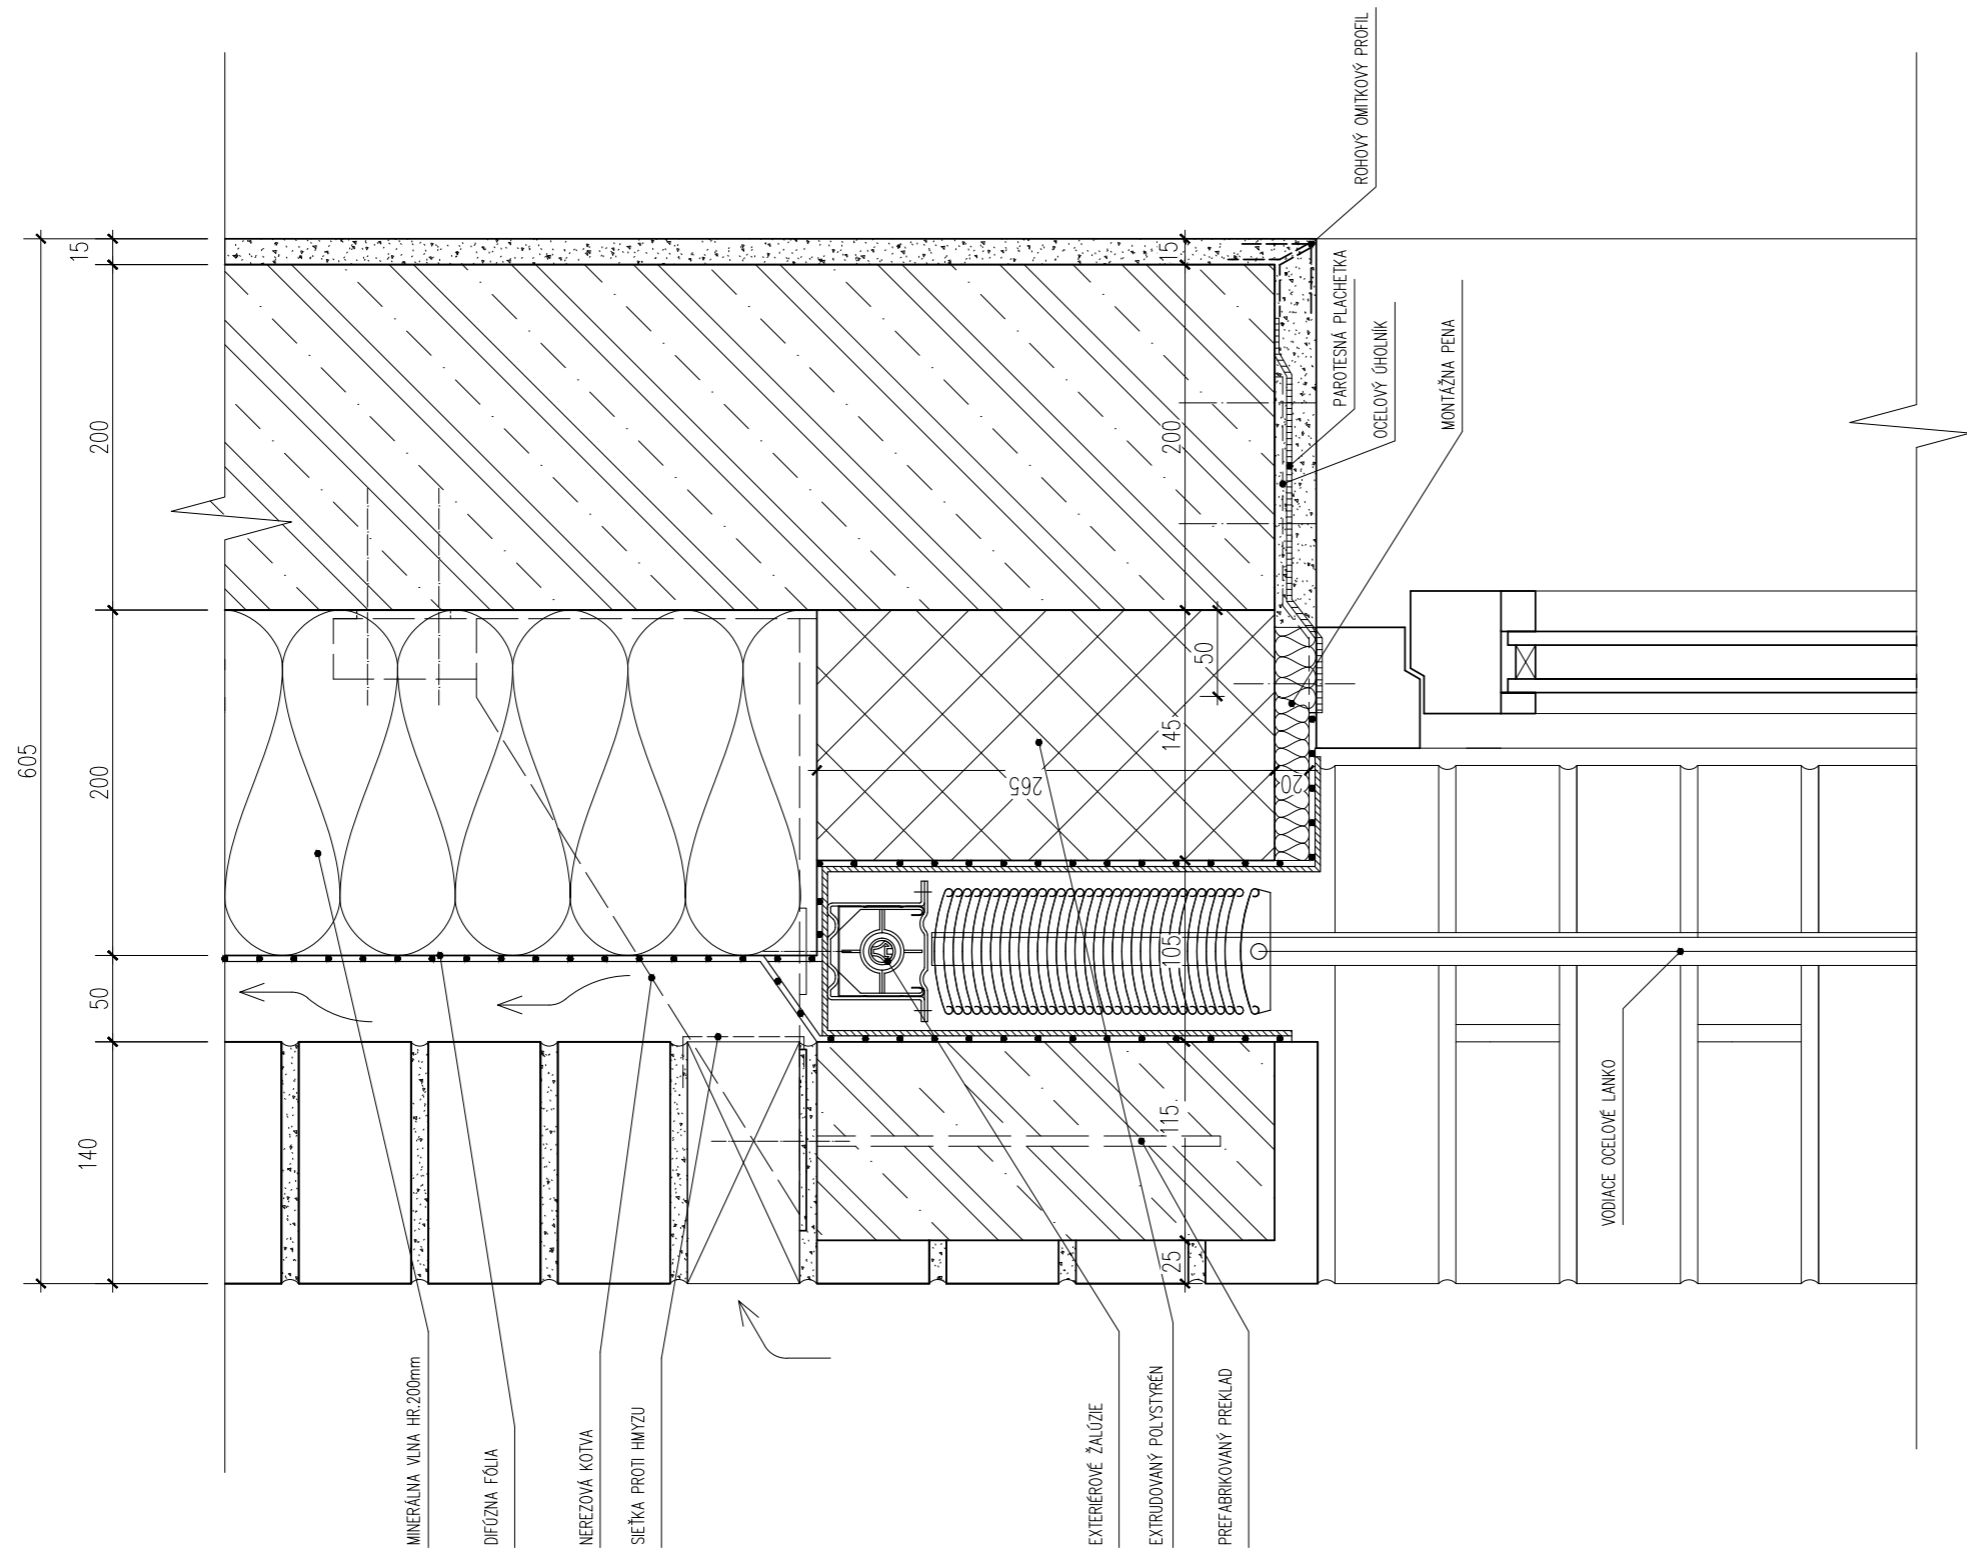 605
15
200
200
50
140
15
200
50
145
265
20
105
115
25
ROHOVÝ OMITKOVÝ PROFIL
PAROTESNÁ PLACHETKA
OCELOVÝ ÚHOLNÍK
MONTÁŽNA PENA
MINERÁLNA VLNA HR.200mm
DIFÚZNA FÓLIA
NEREZOVÁ KOTVA
SIEŤKA PROTI HMYZU
EXTERIÉROVÉ ŽALÚZIE
EXTRUDOVANÝ POLYSTYRÉN
PREFABRIKOVANÝ PREKLAD
VODIACE OCELOVÉ LANKO